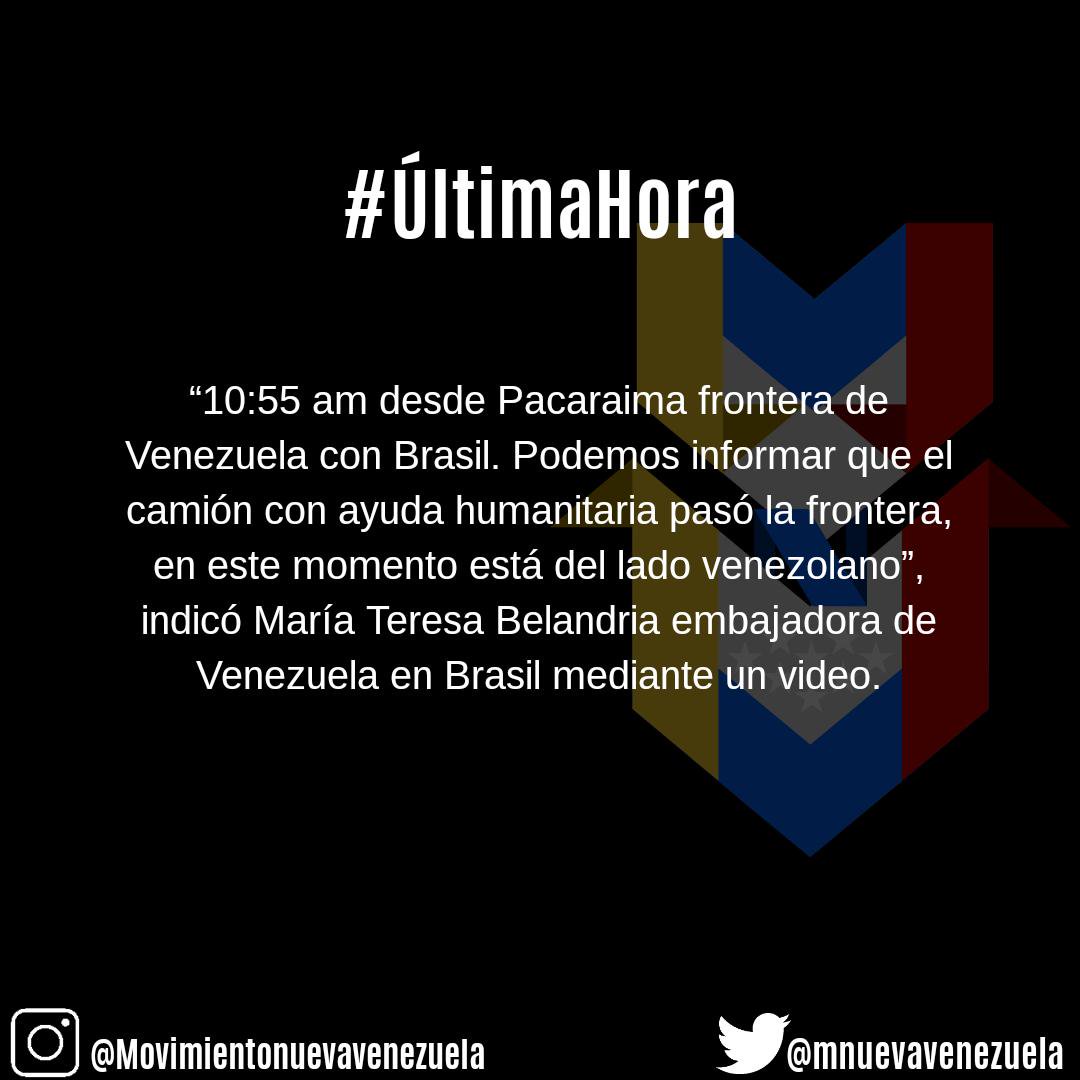 #ÚltimaHora
“10:55 am desde Pacaraima frontera de
Venezuela con Brasil. Podemos informar que el
camión con ayuda humanitaria pasó la frontera,
en este momento está del lado venezolano”,
indicó María Teresa Belandria embajadora de
Venezuela en Brasil mediante un video.
@Movimientonuevavenezuela
@mnuevavenezuela